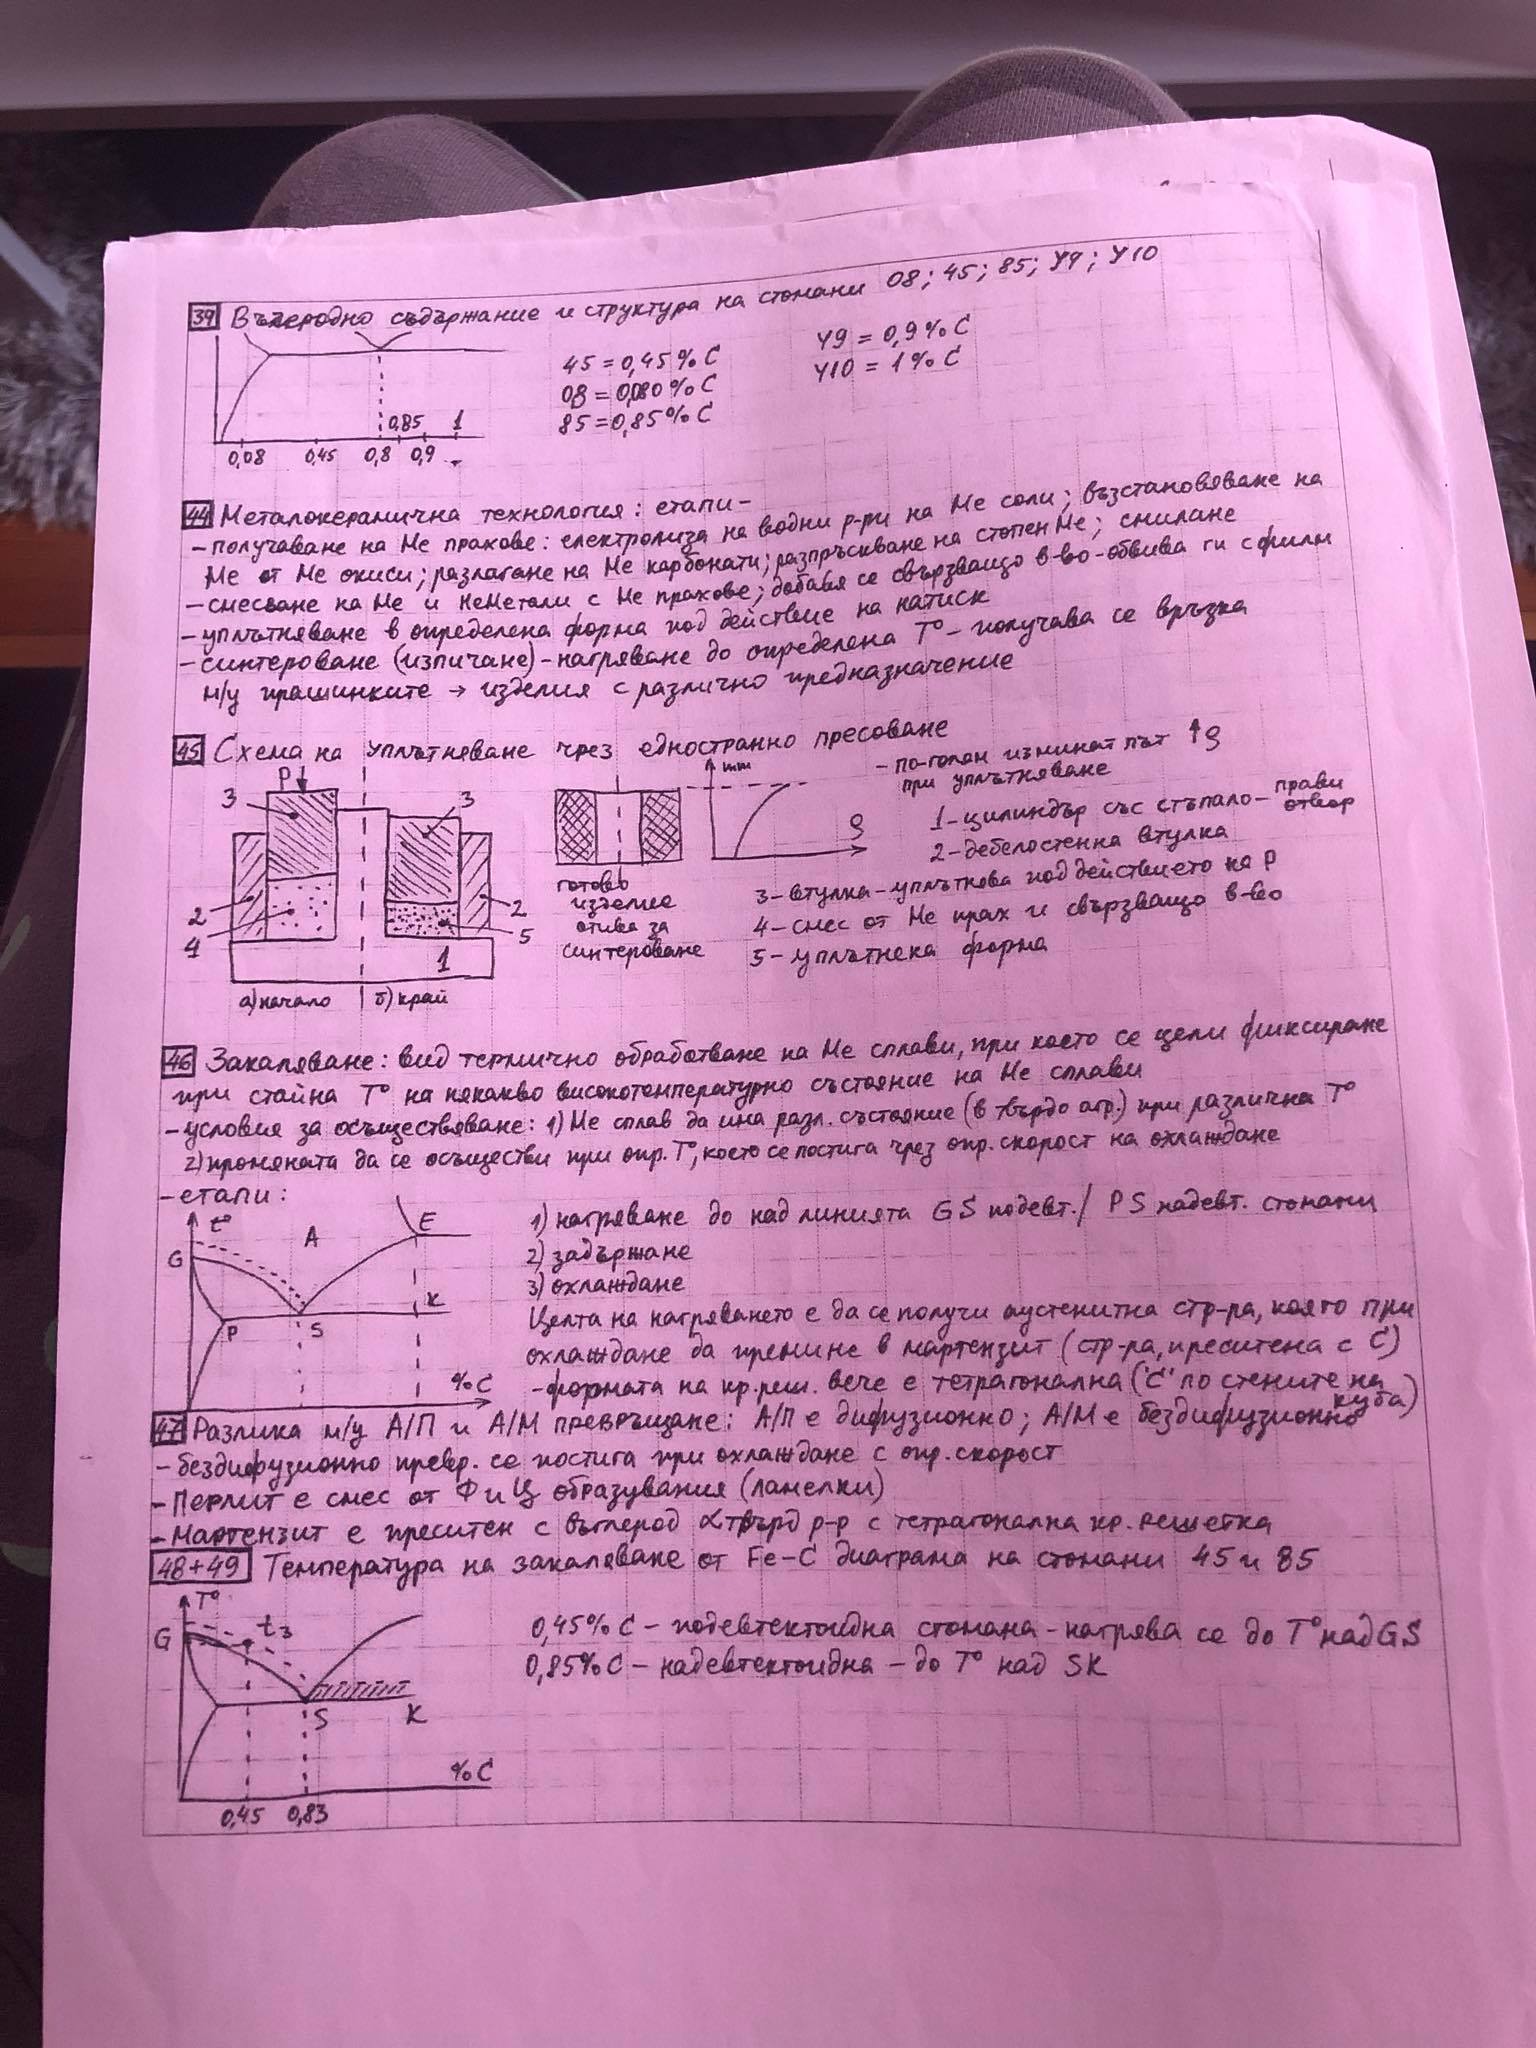 39 Въглеродно съдържание и структура на стомани 08; 45; 85; У9; У10
45 = 0,45% C
08 = 0,080% C
85 = 0,85% C
У9 = 0,9% C
У10 = 1% C
0,85 1
0,08 0,45 0,8 0,9
44 Металокерамична технология: етапи-
- получаване на Ме прахове: електролиза на водни р-ри на Ме соли; възстановяване на
Ме от Ме окиси; разлагане на Ме карбонати; разпръскване на стопен Ме; смилане
- смесване на Ме и неметали с Ме прахове; добавя се свързващо в-во-обвива ги с филм
- уплътняване в определена форма под действие на натиск
- синтероване (изпичане) - нагряване до определена T° - получава се връзка
м/у прашинките → изделия с различно предназначение
45 Схема на уплътняване чрез едностранно пресоване
P
3 3
2 2
4 5
1
а) начало б) край
готово
изделие
отива за
синтероване
mm
ρ
- по-голям изминат път ↑ρ
при уплътняване
1 - цилиндър със стъпало - прави
отвор
2 - дебелостенна втулка
3 - втулка - уплътнява под действието на P
4 - смес от Ме прах и свързващо в-во
5 - уплътнена форма
46 Закаляване: вид термично обработване на Ме сплави, при което се цели фиксиране
при стайна T° на някакво високотемпературно състояние на Ме сплави
- условия за осъществяване: 1) Ме сплав да има разл. състояние (в твърдо агр.) при различна T°
2) промяната да се осъществи при опр. T°, което се постига чрез опр. скорост на охлаждане
- етапи:
t° A E
G
P S K
% C
1) нагряване до над линията GS подевт./ PS надевт. стомани
2) задържане
3) охлаждане
Целта на нагряването е да се получи аустенитна стр-ра, която при
охлаждане да премине в мартензит (стр-ра, преситена с C)
- формата на кр. реш. вече е тетрагонална ('C' по стените на
куба)
47 Разлика м/у А/П и А/М превръщане: А/П е дифузионно; А/М е бездифузионно
- бездифузионно превр. се постига при охлаждане с опр. скорост
- Перлит е смес от Ф и Ц образувания (ламелки)
- Мартензит е преситен с въглерод α твърд р-р с тетрагонална кр. решетка
48+49 Температура на закаляване от Fe-C диаграма на стомани 45 и 85
T°
G tз
S K
% C
0,45 0,83
0,45% C - подевтектоидна стомана - нагрява се до T° над GS
0,85% C - надевтектоидна - до T° над SK